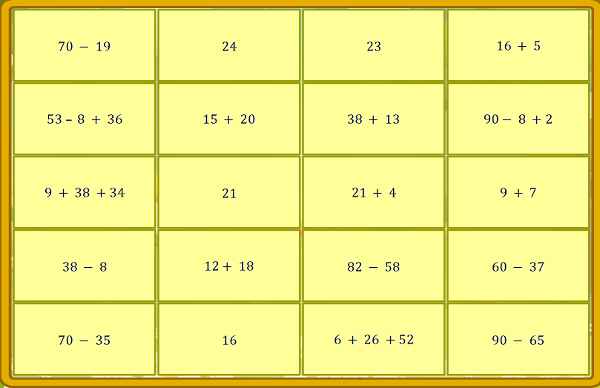 70 − 19 24 23 16 + 5
53 – 8 + 36 15 + 20 38 + 13 90 − 8 + 2
9 + 38 + 34 21 21 + 4 9 + 7
38 − 8 12 + 18 82 − 58 60 − 37
70 − 35 16 6 + 26 + 52 90 − 65